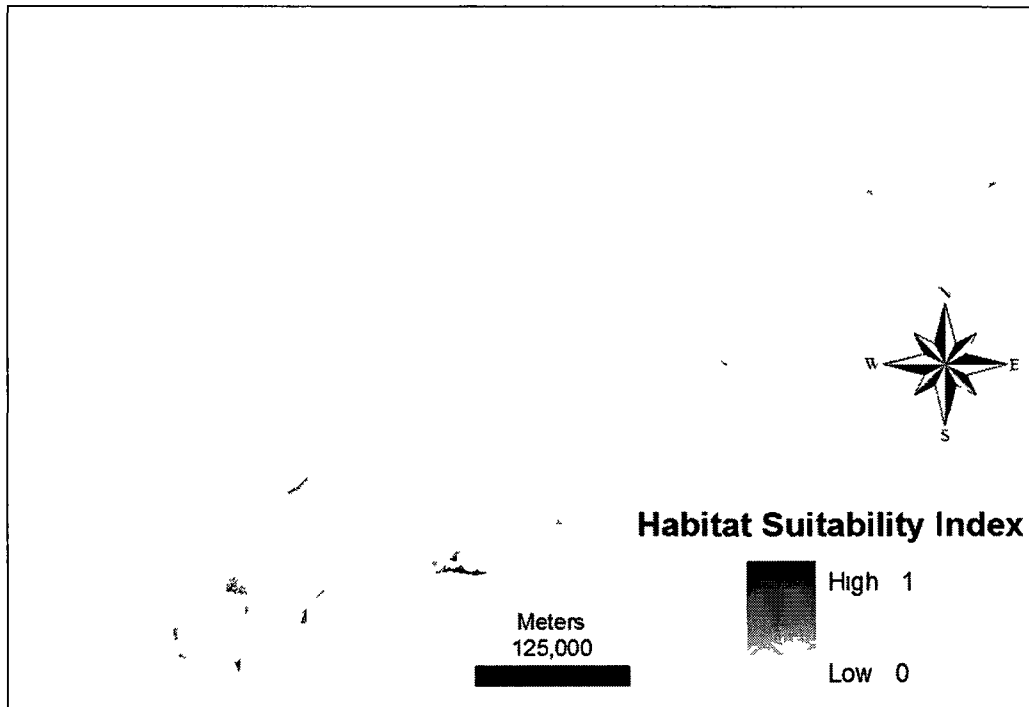 W E
S
Habitat Suitability Index
High 1
Low 0
Meters
125,000